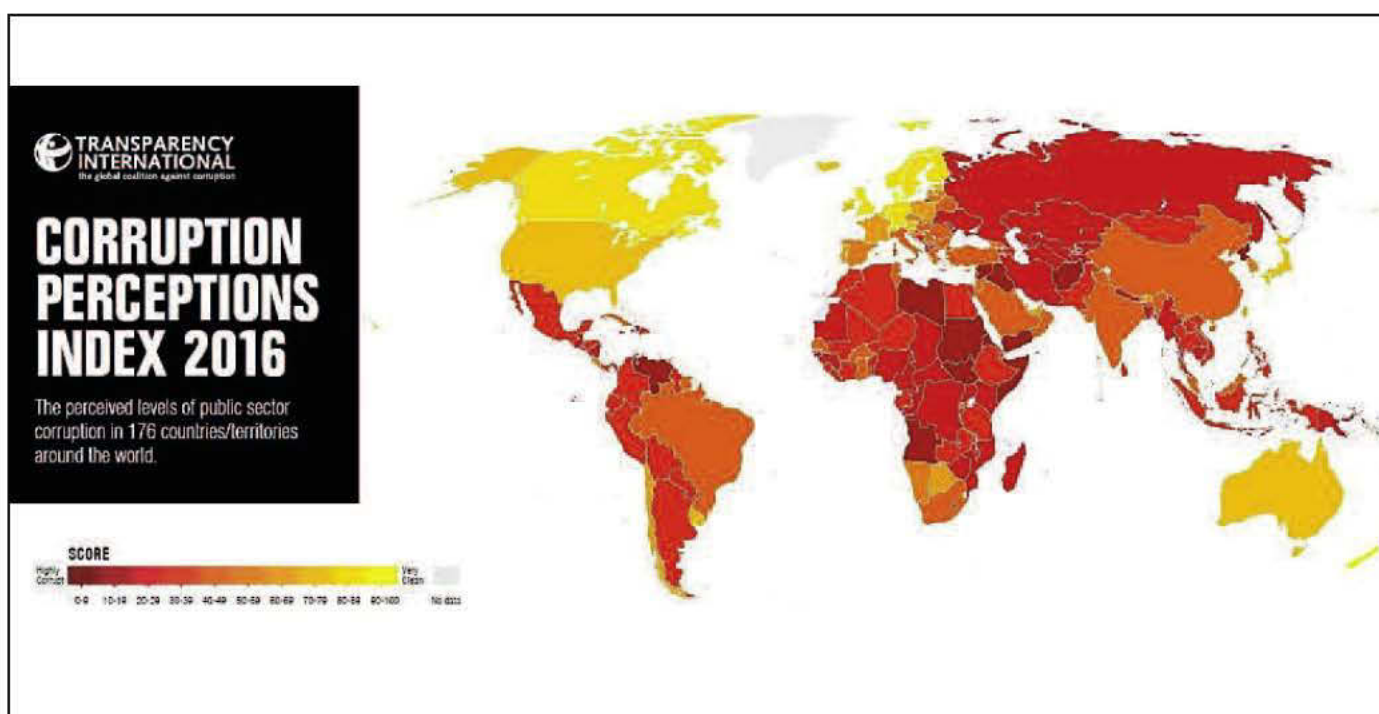 TRANSPARENCY
INTERNATIONAL
the global coalition against corruption
CORRUPTION
PERCEPTIONS
INDEX 2016
The perceived levels of public sector
corruption in 176 countries/territories
around the world.
SCORE
Highly
Corrupt
Very
Clean
0-9 10-19 20-29 30-39 40-49 50-59 60-69 70-79 80-89 90-100 No data